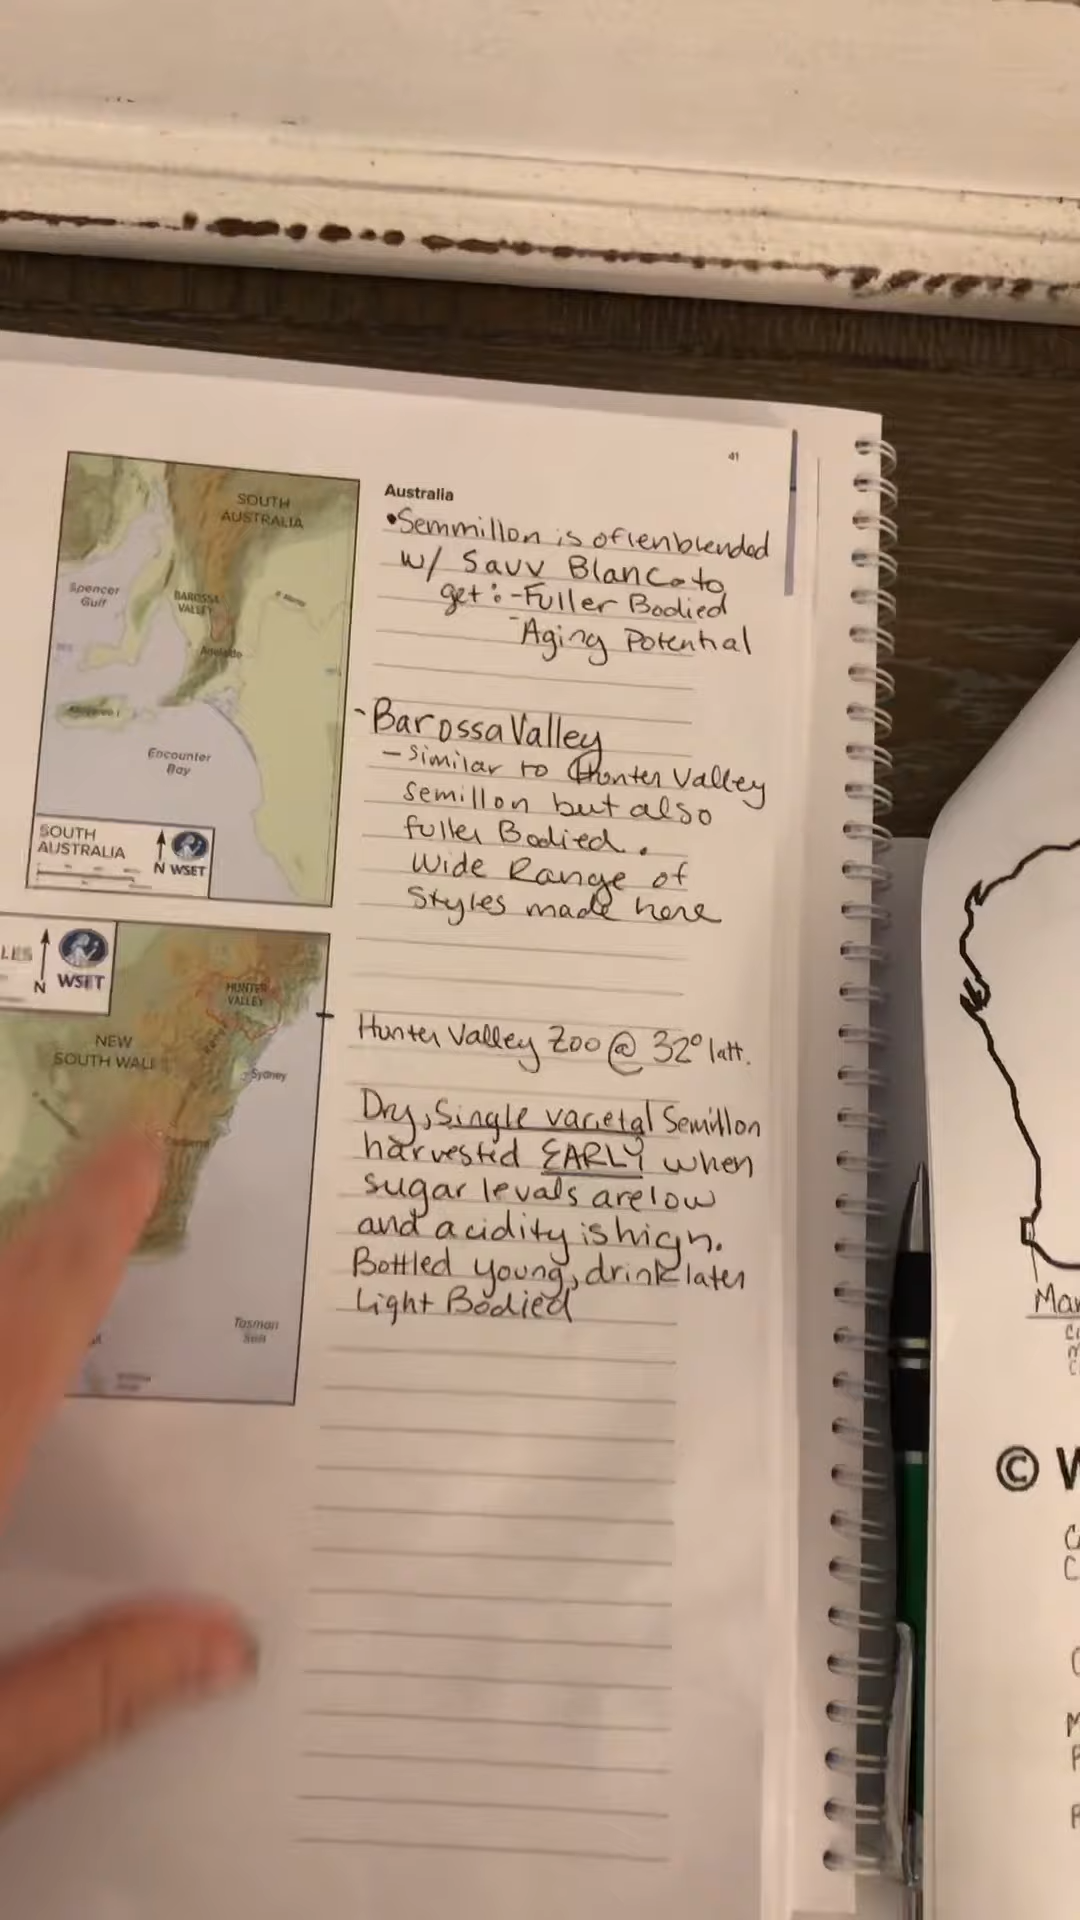 41
SOUTH
AUSTRALIA
Spencer
Gulf
BAROSSA
VALLEY
Adelaide
Encounter
Bay
SOUTH
AUSTRALIA
N WSET
Australia
•Semmillon is oftenblended
w/ Sauv Blanc to
get: -Fuller Bodied
-Aging Potential
-Barossa Valley
- similar to Hunter Valley
semillon but also
fuller Bodied.
Wide Range of
Styles made here
LES
N WSET
HUNTER
VALLEY
NEW
SOUTH WALE
Sydney
Tasman
Sea
Hunter Valley Zoo @ 32° latt.
Dry, Single varietal Semillon
harvested EARLY when
sugar levals are low
and acidity is high.
Bottled young, drink later
Light Bodied
Mar
© W